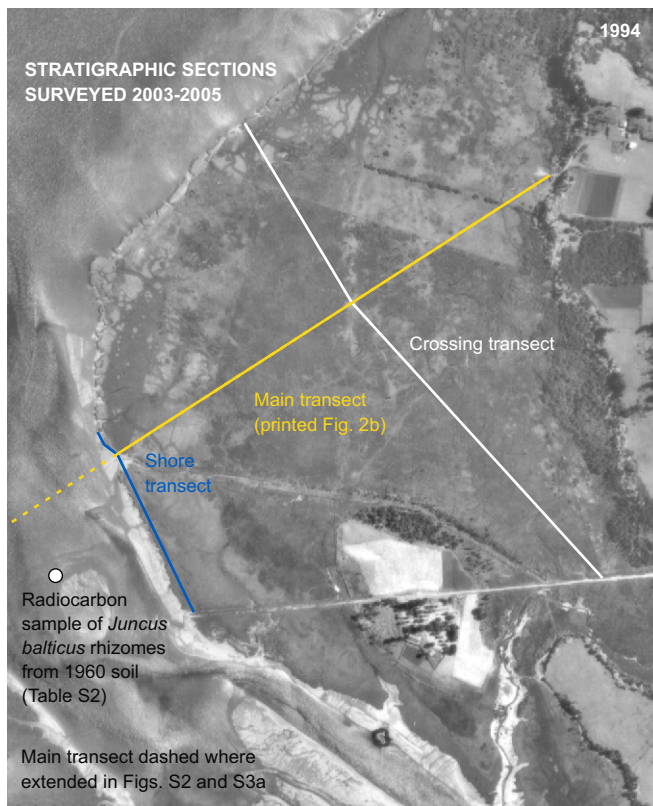 1994
STRATIGRAPHIC SECTIONS
SURVEYED 2003-2005
Crossing transect
Main transect
(printed Fig. 2b)
Shore
transect
Radiocarbon
sample of Juncus
balticus rhizomes
from 1960 soil
(Table S2)
Main transect dashed where
extended in Figs. S2 and S3a